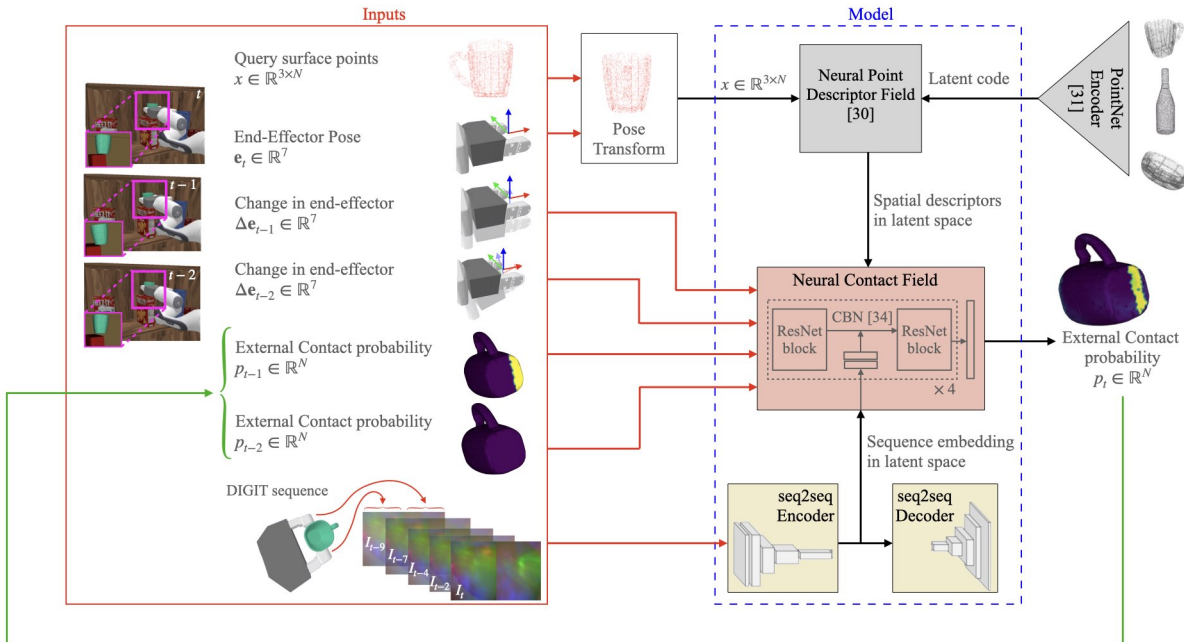 Inputs
Model
Query surface points
x ∈ ℝ^{3×N}
t
End-Effector Pose
e_t ∈ ℝ^7
t − 1
Change in end-effector
Δe_{t−1} ∈ ℝ^7
t − 2
Change in end-effector
Δe_{t−2} ∈ ℝ^7
External Contact probability
p_{t−1} ∈ ℝ^N
External Contact probability
p_{t−2} ∈ ℝ^N
DIGIT sequence
I_{t−9}
I_{t−7}
I_{t−4}
I_{t−2}
I_t
Pose
Transform
x ∈ ℝ^{3×N}
Neural Point
Descriptor Field
[30]
Latent code
PointNet
Encoder
[31]
Spatial descriptors
in latent space
Neural Contact Field
ResNet
block
CBN [34]
ResNet
block
× 4
Sequence embedding
in latent space
seq2seq
Encoder
seq2seq
Decoder
External Contact
probability
p_t ∈ ℝ^N